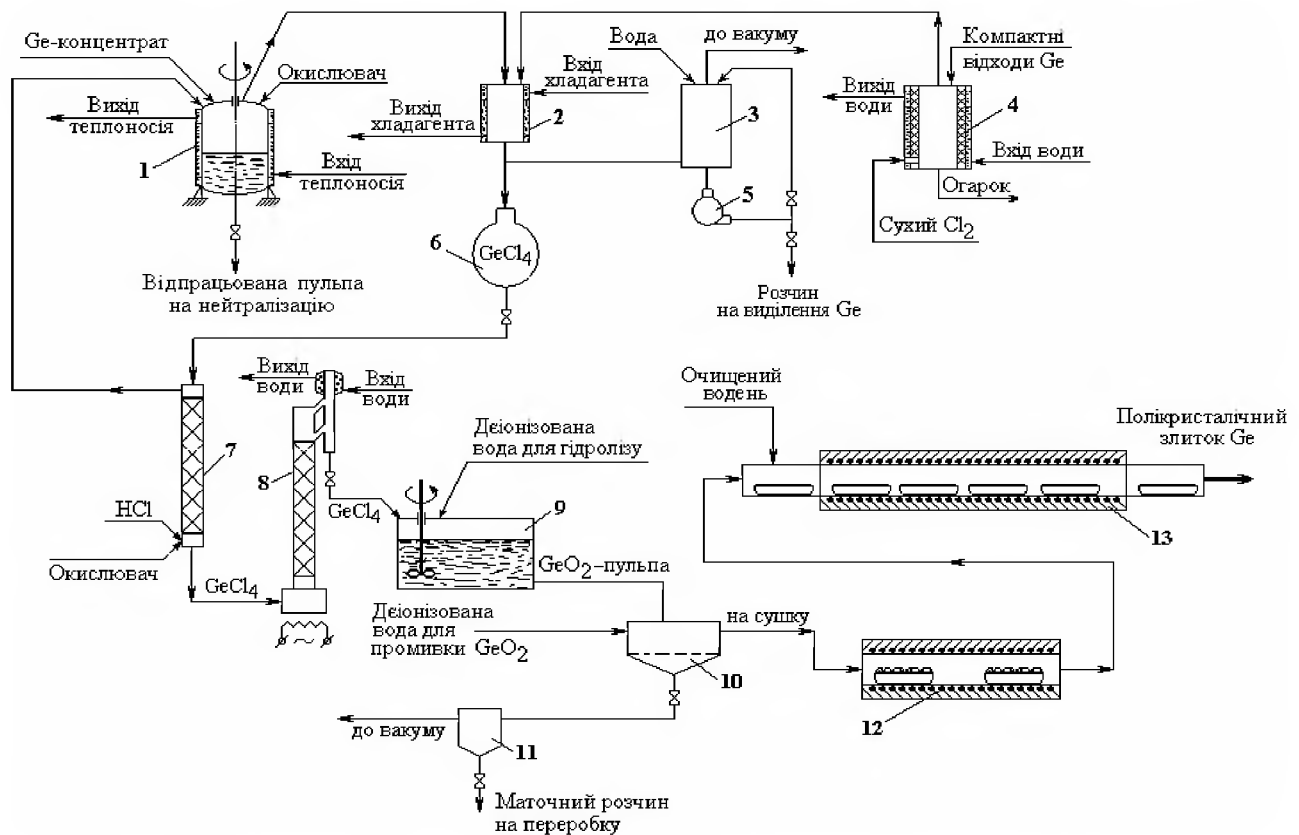 Ge-концентрат
Окислювач
Вихід
теплоносія
1
Вхід
теплоносія
Відпрацьована пульпа
на нейтралізацію
Вхід
хладагента
Вихід
хладагента
2
Вода
до вакуму
3
5
Розчин
на виділення Ge
Компактні
відходи Ge
Вихід
води
4
Вхід води
Огарок
Сухий Cl2
6
GeCl4
7
HCl
Окислювач
GeCl4
Вихід
води
Вхід
води
8
GeCl4
Деіонізована
вода для гідролізу
9
GeO2-пульпа
Деіонізована
вода для
промивки GeO2
на сушку
10
до вакуму
11
Маточний розчин
на переробку
12
Очищений
водень
Полікристалічний
злиток Ge
13